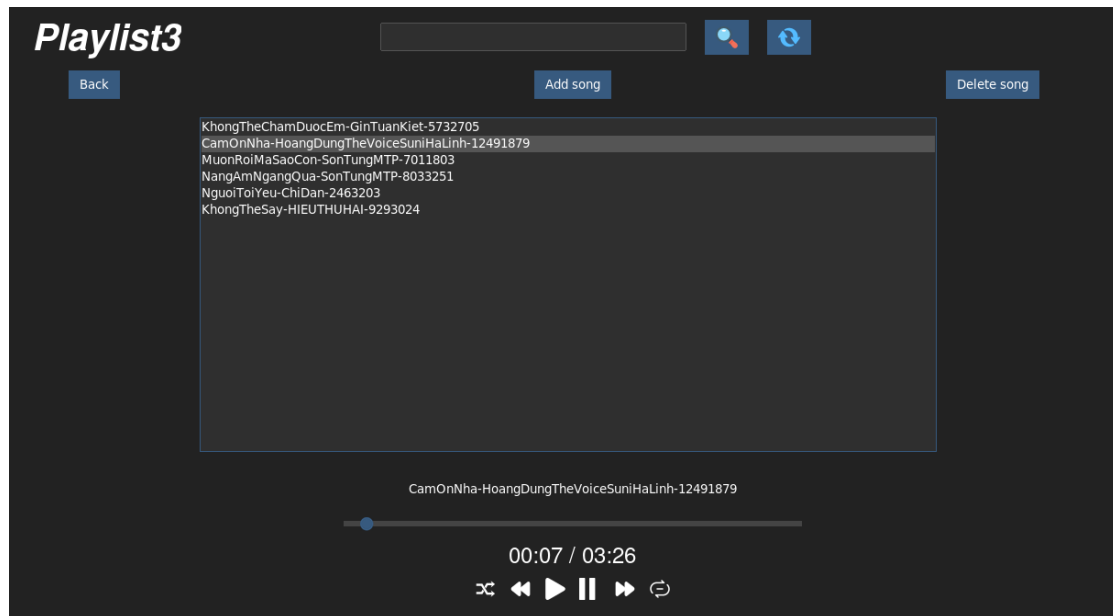 Playlist3
Back
Add song
Delete song
KhongTheChamDuocEm-GinTuanKiet-5732705
CamOnNha-HoangDungTheVoiceSuniHaLinh-12491879
MuonRoiMaSaoCon-SonTungMTP-7011803
NangAmNgangQua-SonTungMTP-8033251
NguoiToiYeu-ChiDan-2463203
KhongTheSay-HIEUTHUHAI-9293024
CamOnNha-HoangDungTheVoiceSuniHaLinh-12491879
00:07 / 03:26